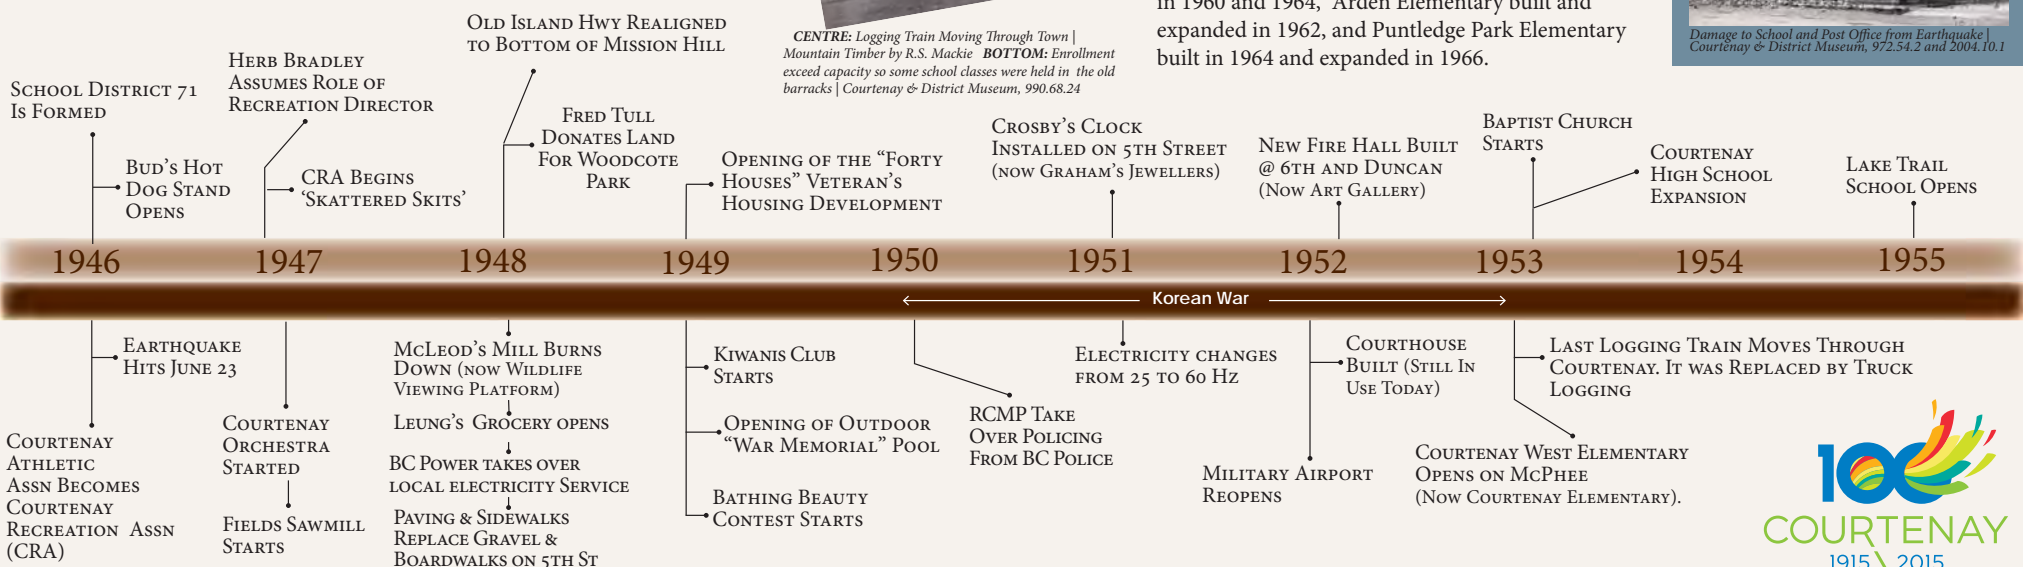 in 1960 and 1964, Arden Elementary built and
expanded in 1962, and Puntledge Park Elementary
built in 1964 and expanded in 1966.
Damage to School and Post Office from Earthquake |
Courtenay & District Museum, 972.54.2 and 2004.10.1
CENTRE: Logging Train Moving Through Town |
Mountain Timber by R.S. Mackie BOTTOM: Enrollment
exceed capacity so some school classes were held in the old
barracks | Courtenay & District Museum, 990.68.24
School District 71
Is Formed
Bud's Hot
Dog Stand
Opens
Herb Bradley
Assumes Role of
Recreation Director
CRA Begins
'Skattered Skits'
Old Island Hwy Realigned
to Bottom of Mission Hill
Fred Tull
Donates Land
For Woodcote
Park
Opening of the "Forty
Houses" Veteran's
Housing Development
Crosby's Clock
Installed on 5th Street
(now Graham's Jewellers)
New Fire Hall Built
@ 6th and Duncan
(Now Art Gallery)
Baptist Church
Starts
Courtenay
High School
Expansion
Lake Trail
School Opens
1946 1947 1948 1949 1950 1951 1952 1953 1954 1955
Korean War
Earthquake
Hits June 23
Courtenay
Athletic
Assn Becomes
Courtenay
Recreation Assn
(CRA)
Courtenay
Orchestra
Started
Fields Sawmill
Starts
McLeod's Mill Burns
Down (now Wildlife
Viewing Platform)
Leung's Grocery opens
BC Power takes over
local electricity Service
Paving & Sidewalks
Replace Gravel &
Boardwalks on 5th St
Kiwanis Club
Starts
Opening of Outdoor
"War Memorial" Pool
Bathing Beauty
Contest Starts
RCMP Take
Over Policing
From BC Police
Electricity changes
from 25 to 60 Hz
Courthouse
Built (Still In
Use Today)
Military Airport
Reopens
Last Logging Train Moves Through
Courtenay. It was Replaced by Truck
Logging
Courtenay West Elementary
Opens on McPhee
(Now Courtenay Elementary).
100
COURTENAY
1915 \ 2015